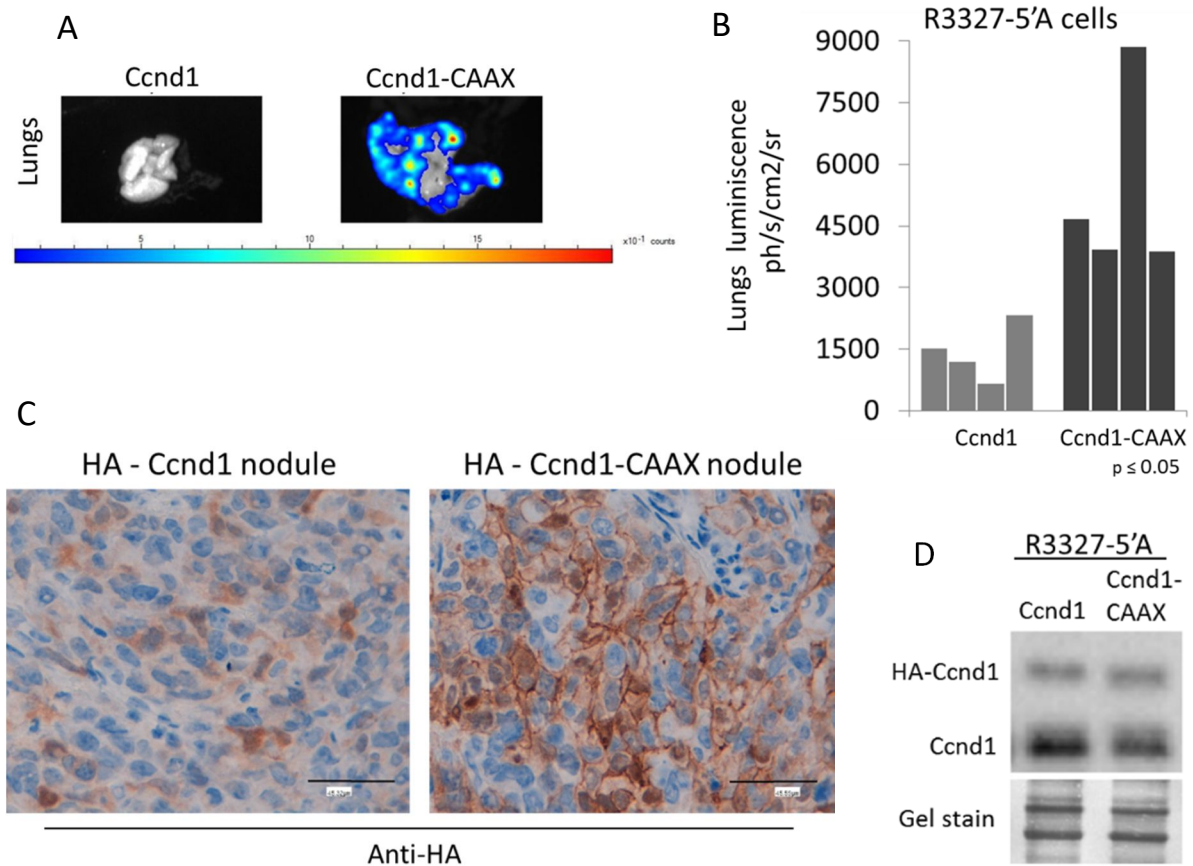 A
Ccnd1
Ccnd1-CAAX
Lungs
5
10
15
x10⁻¹ counts
B
R3327-5’A cells
Lungs luminiscence
ph/s/cm2/sr
9000
7500
6000
4500
3000
1500
0
Ccnd1
Ccnd1-CAAX
p ≤ 0.05
C
HA - Ccnd1 nodule
HA - Ccnd1-CAAX nodule
Anti-HA
D
R3327-5’A
Ccnd1
Ccnd1-
CAAX
HA-Ccnd1
Ccnd1
Gel stain